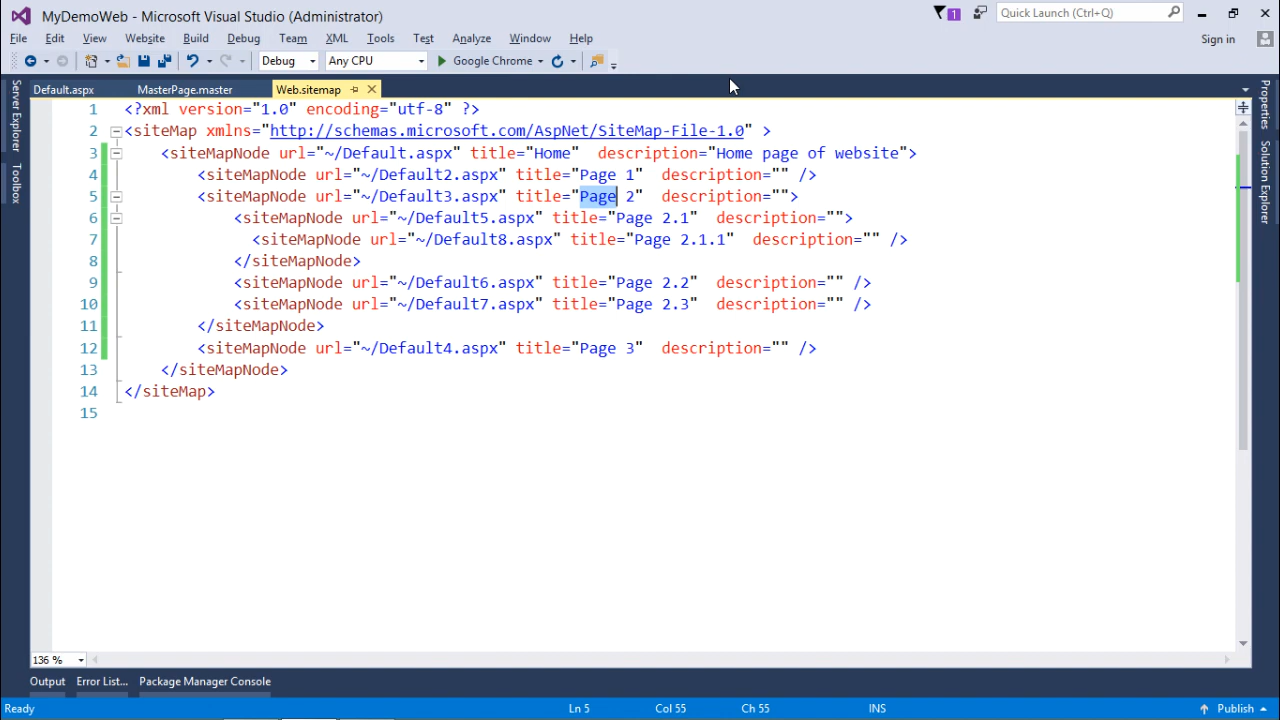 MyDemoWeb - Microsoft Visual Studio (Administrator)
1
Quick Launch (Ctrl+Q)
File Edit View Website Build Debug Team XML Tools Test Analyze Window Help
Sign in
Debug Any CPU Google Chrome
Default.aspx MasterPage.master Web.sitemap
Server Explorer
Toolbox
Properties
Solution Explorer
1 <?xml version="1.0" encoding="utf-8" ?>
2 <siteMap xmlns="http://schemas.microsoft.com/AspNet/SiteMap-File-1.0" >
3 <siteMapNode url="~/Default.aspx" title="Home"  description="Home page of website">
4 <siteMapNode url="~/Default2.aspx" title="Page 1"  description="" />
5 <siteMapNode url="~/Default3.aspx" title="Page 2"  description="">
6 <siteMapNode url="~/Default5.aspx" title="Page 2.1"  description="">
7 <siteMapNode url="~/Default8.aspx" title="Page 2.1.1"  description="" />
8 </siteMapNode>
9 <siteMapNode url="~/Default6.aspx" title="Page 2.2"  description="" />
10 <siteMapNode url="~/Default7.aspx" title="Page 2.3"  description="" />
11 </siteMapNode>
12 <siteMapNode url="~/Default4.aspx" title="Page 3"  description="" />
13 </siteMapNode>
14 </siteMap>
15
136 %
Output Error List... Package Manager Console
Ready Ln 5 Col 55 Ch 55 INS Publish